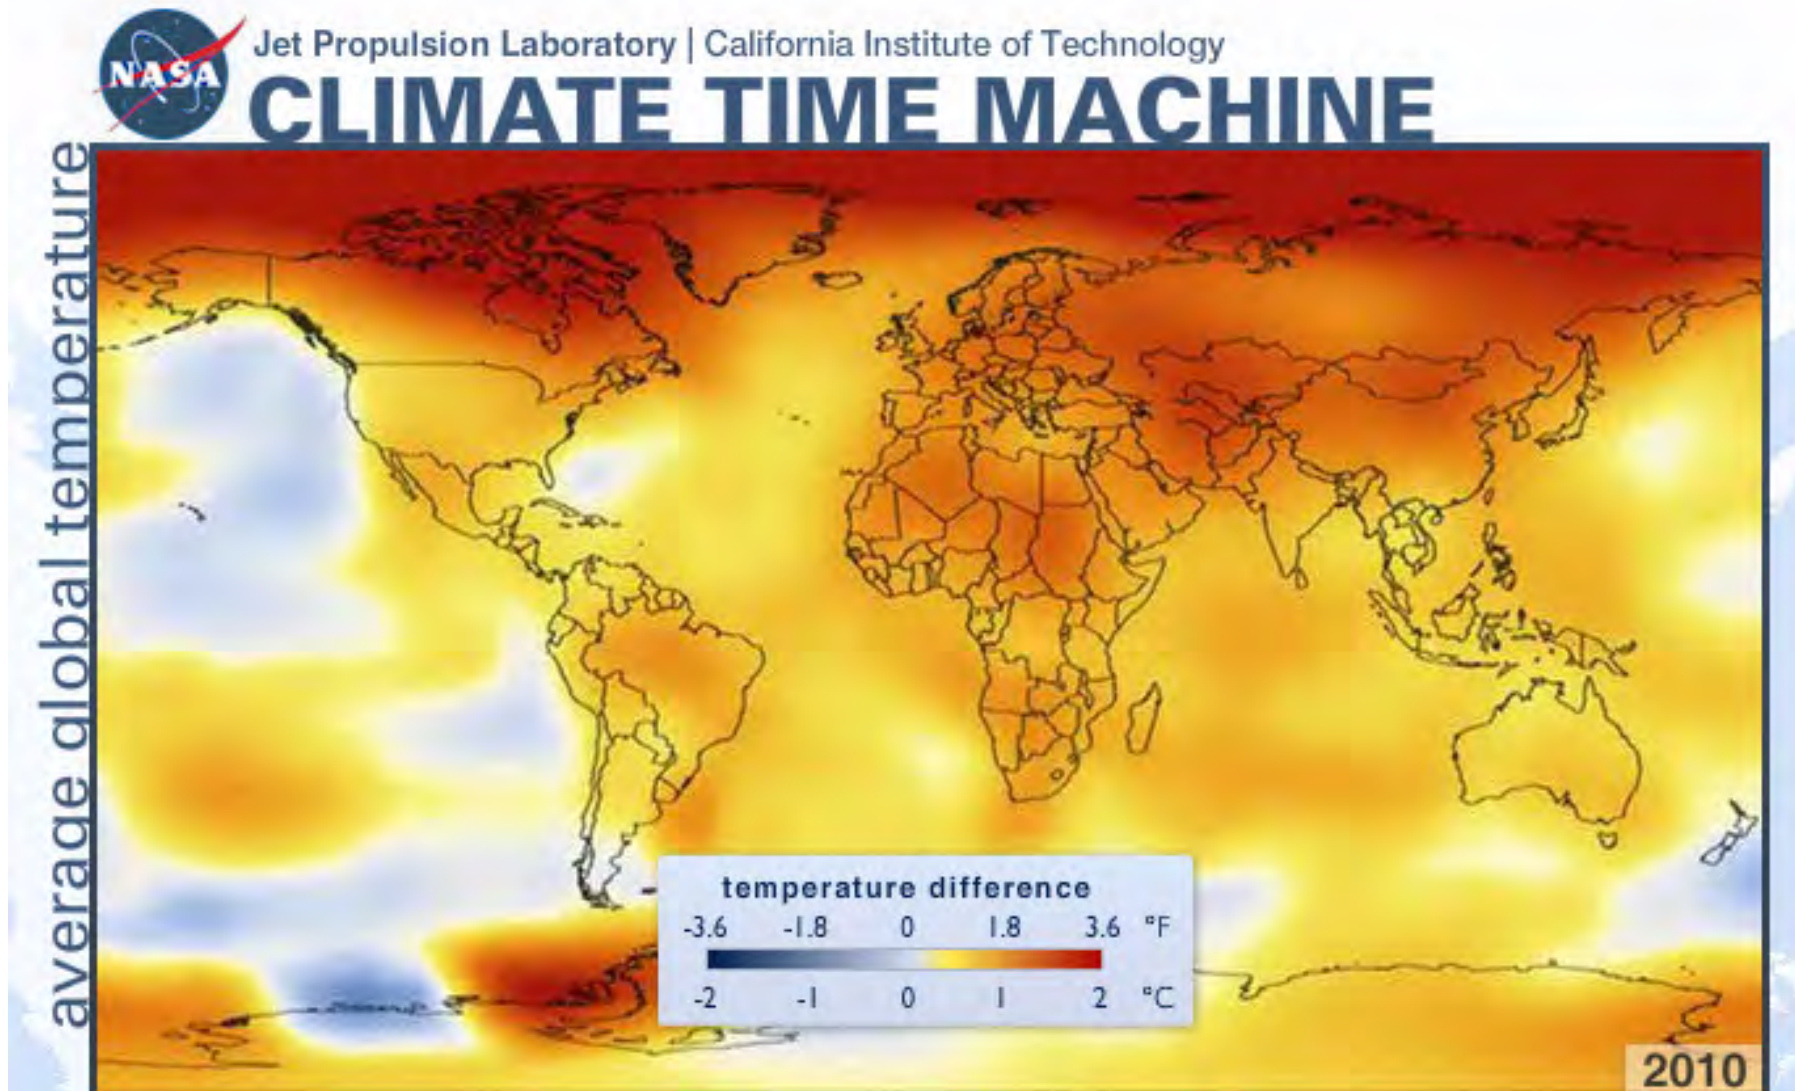 NASA
Jet Propulsion Laboratory | California Institute of Technology
CLIMATE TIME MACHINE
average global temperature
temperature difference
-3.6 -1.8 0 1.8 3.6 °F
-2 -1 0 1 2 °C
2010